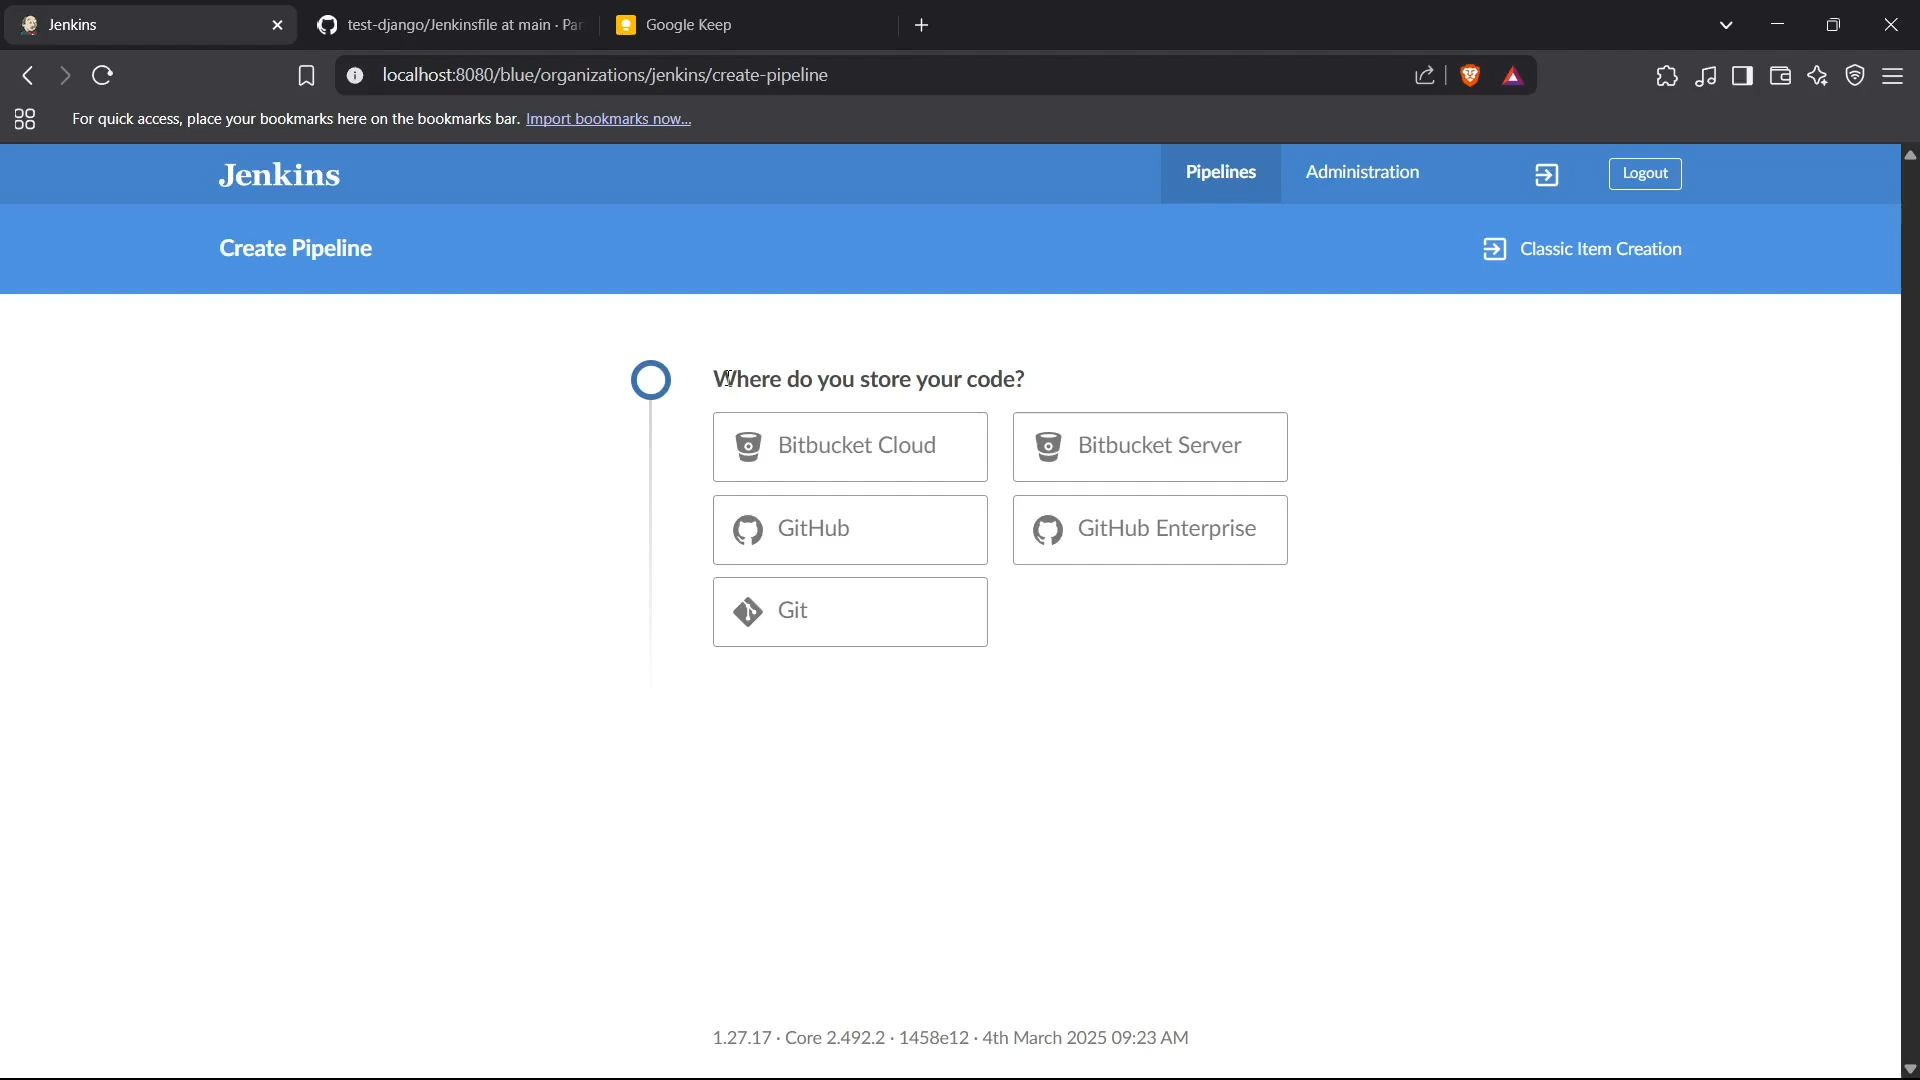 Jenkins
test-django/Jenkinsfile at main · Par
Google Keep
localhost:8080/blue/organizations/jenkins/create-pipeline
For quick access, place your bookmarks here on the bookmarks bar. Import bookmarks now...
Jenkins
Pipelines
Administration
Logout
Create Pipeline
Classic Item Creation
Where do you store your code?
Bitbucket Cloud
Bitbucket Server
GitHub
GitHub Enterprise
Git
1.27.17 · Core 2.492.2 · 1458e12 · 4th March 2025 09:23 AM